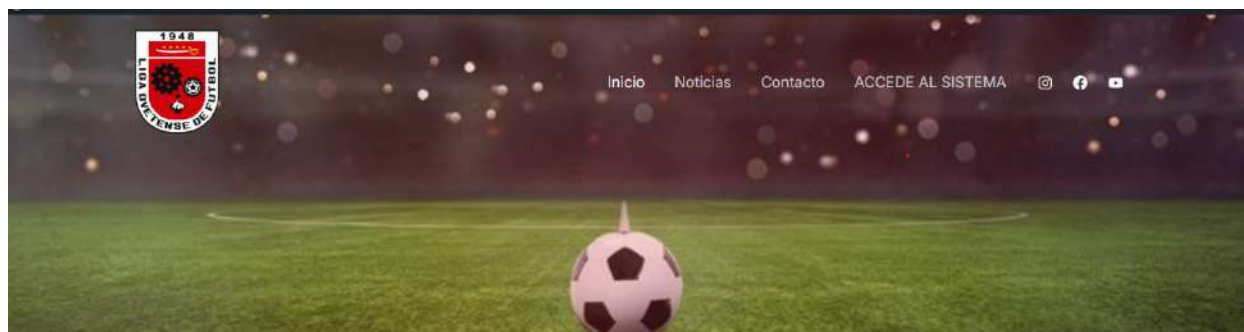 1948
LIGA OVETENSE DE FUTBOL
Inicio Noticias Contacto ACCEDE AL SISTEMA